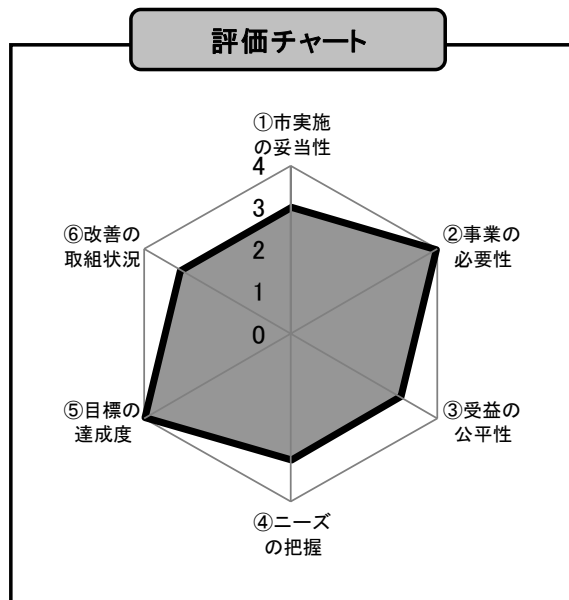 評価チャート
①市実施
の妥当性
4
3
2
1
0
②事業の
必要性
③受益の
公平性
④ニーズ
の把握
⑤目標の
達成度
⑥改善の
取組状況